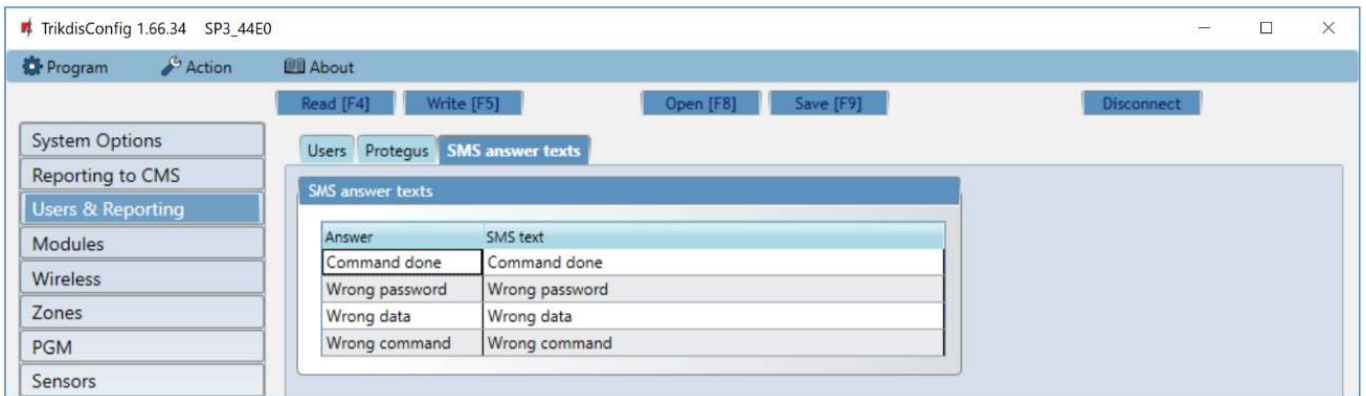 TrikdisConfig 1.66.34 SP3_44E0
Program Action About
Read [F4] Write [F5] Open [F8] Save [F9] Disconnect
System Options
Reporting to CMS
Users & Reporting
Modules
Wireless
Zones
PGM
Sensors
Users Protegus SMS answer texts
SMS answer texts
Answer SMS text
Command done Command done
Wrong password Wrong password
Wrong data Wrong data
Wrong command Wrong command